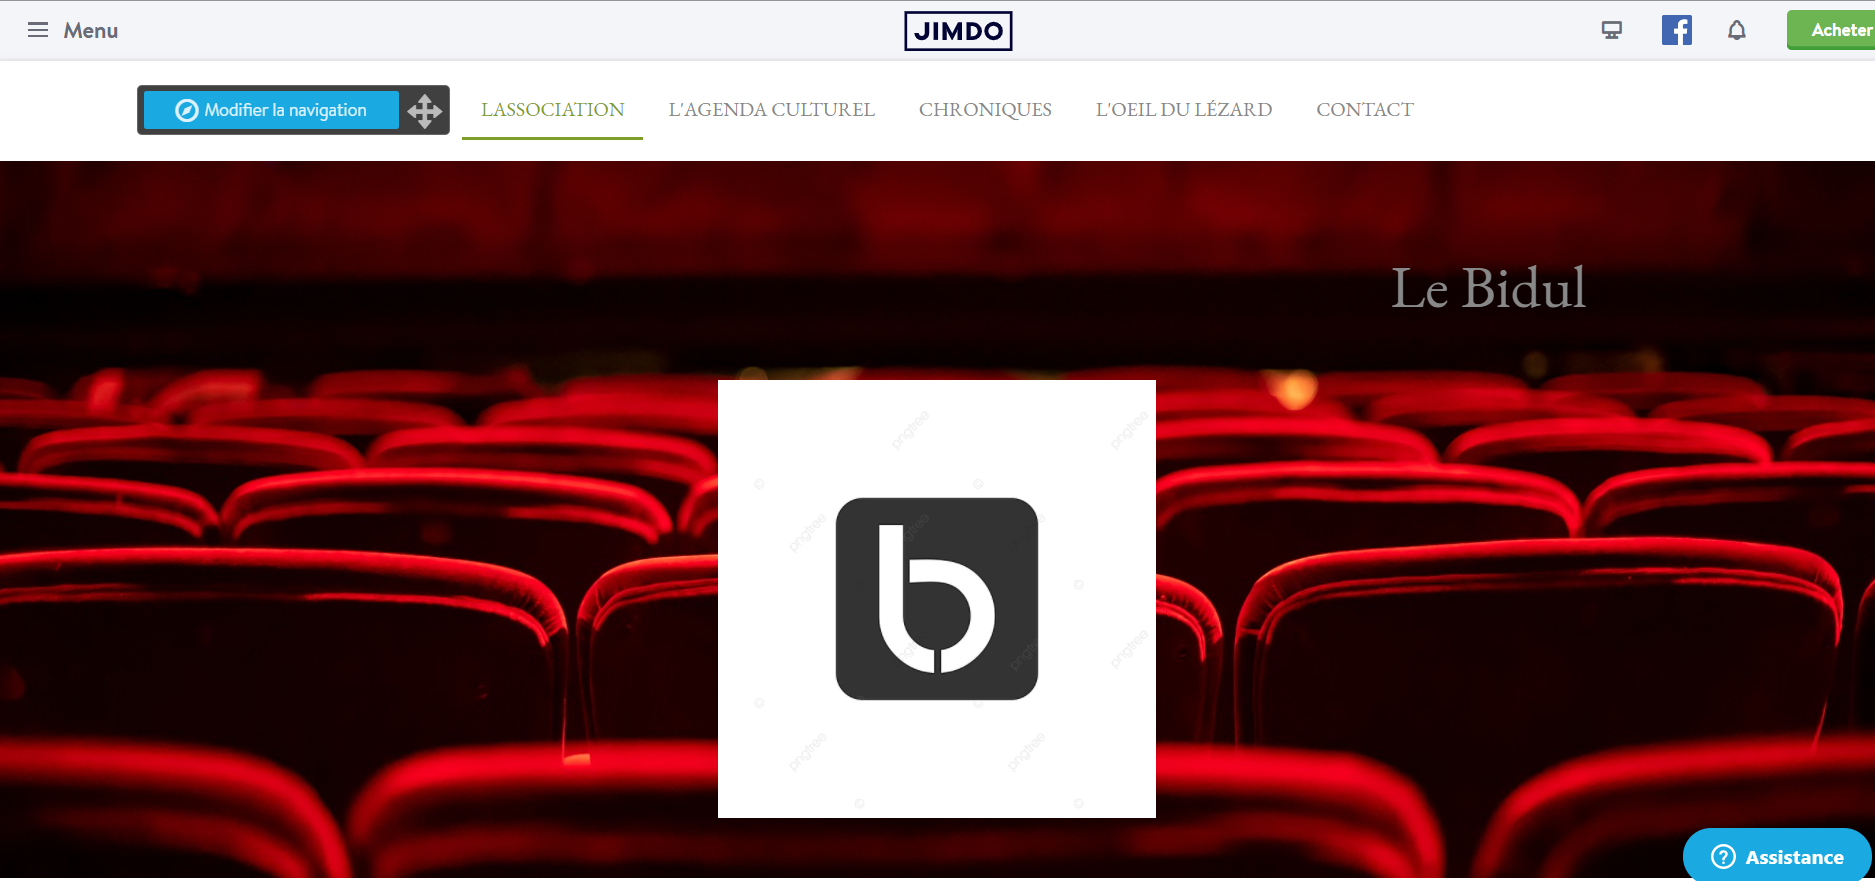 Menu
JIMDO
Acheter
Modifier la navigation
LASSOCIATION
L'AGENDA CULTUREL
CHRONIQUES
L'OEIL DU LÉZARD
CONTACT
Le Bidul
pngtree
pngtree
pngtree
pngtree
pngtree
pngtree
pngtree
pngtree
b
Assistance